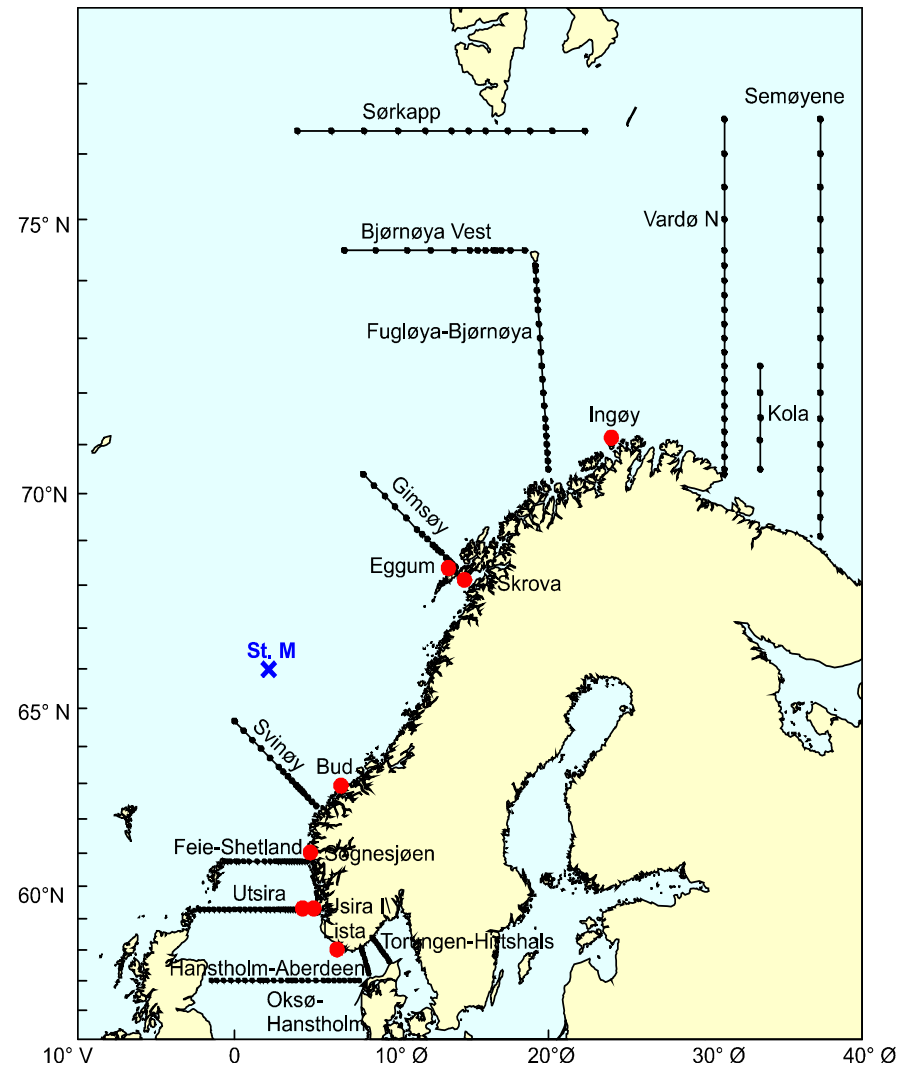 Semøyene
Sørkapp
75° N
Vardø N
Bjørnøya Vest
Fugløya-Bjørnøya
Ingøy
Kola
70° N
Gimsøy
Eggum
Skrova
St. M
65° N
Svinøy
Bud
Feie-Shetland
Sognesjøen
60°N
Utsira
Lista
Torungen-Hirtshals
Hanstholm-Aberdeen
Oksø-
Hanstholm
10° V
0
10° Ø
20° Ø
30° Ø
40° Ø